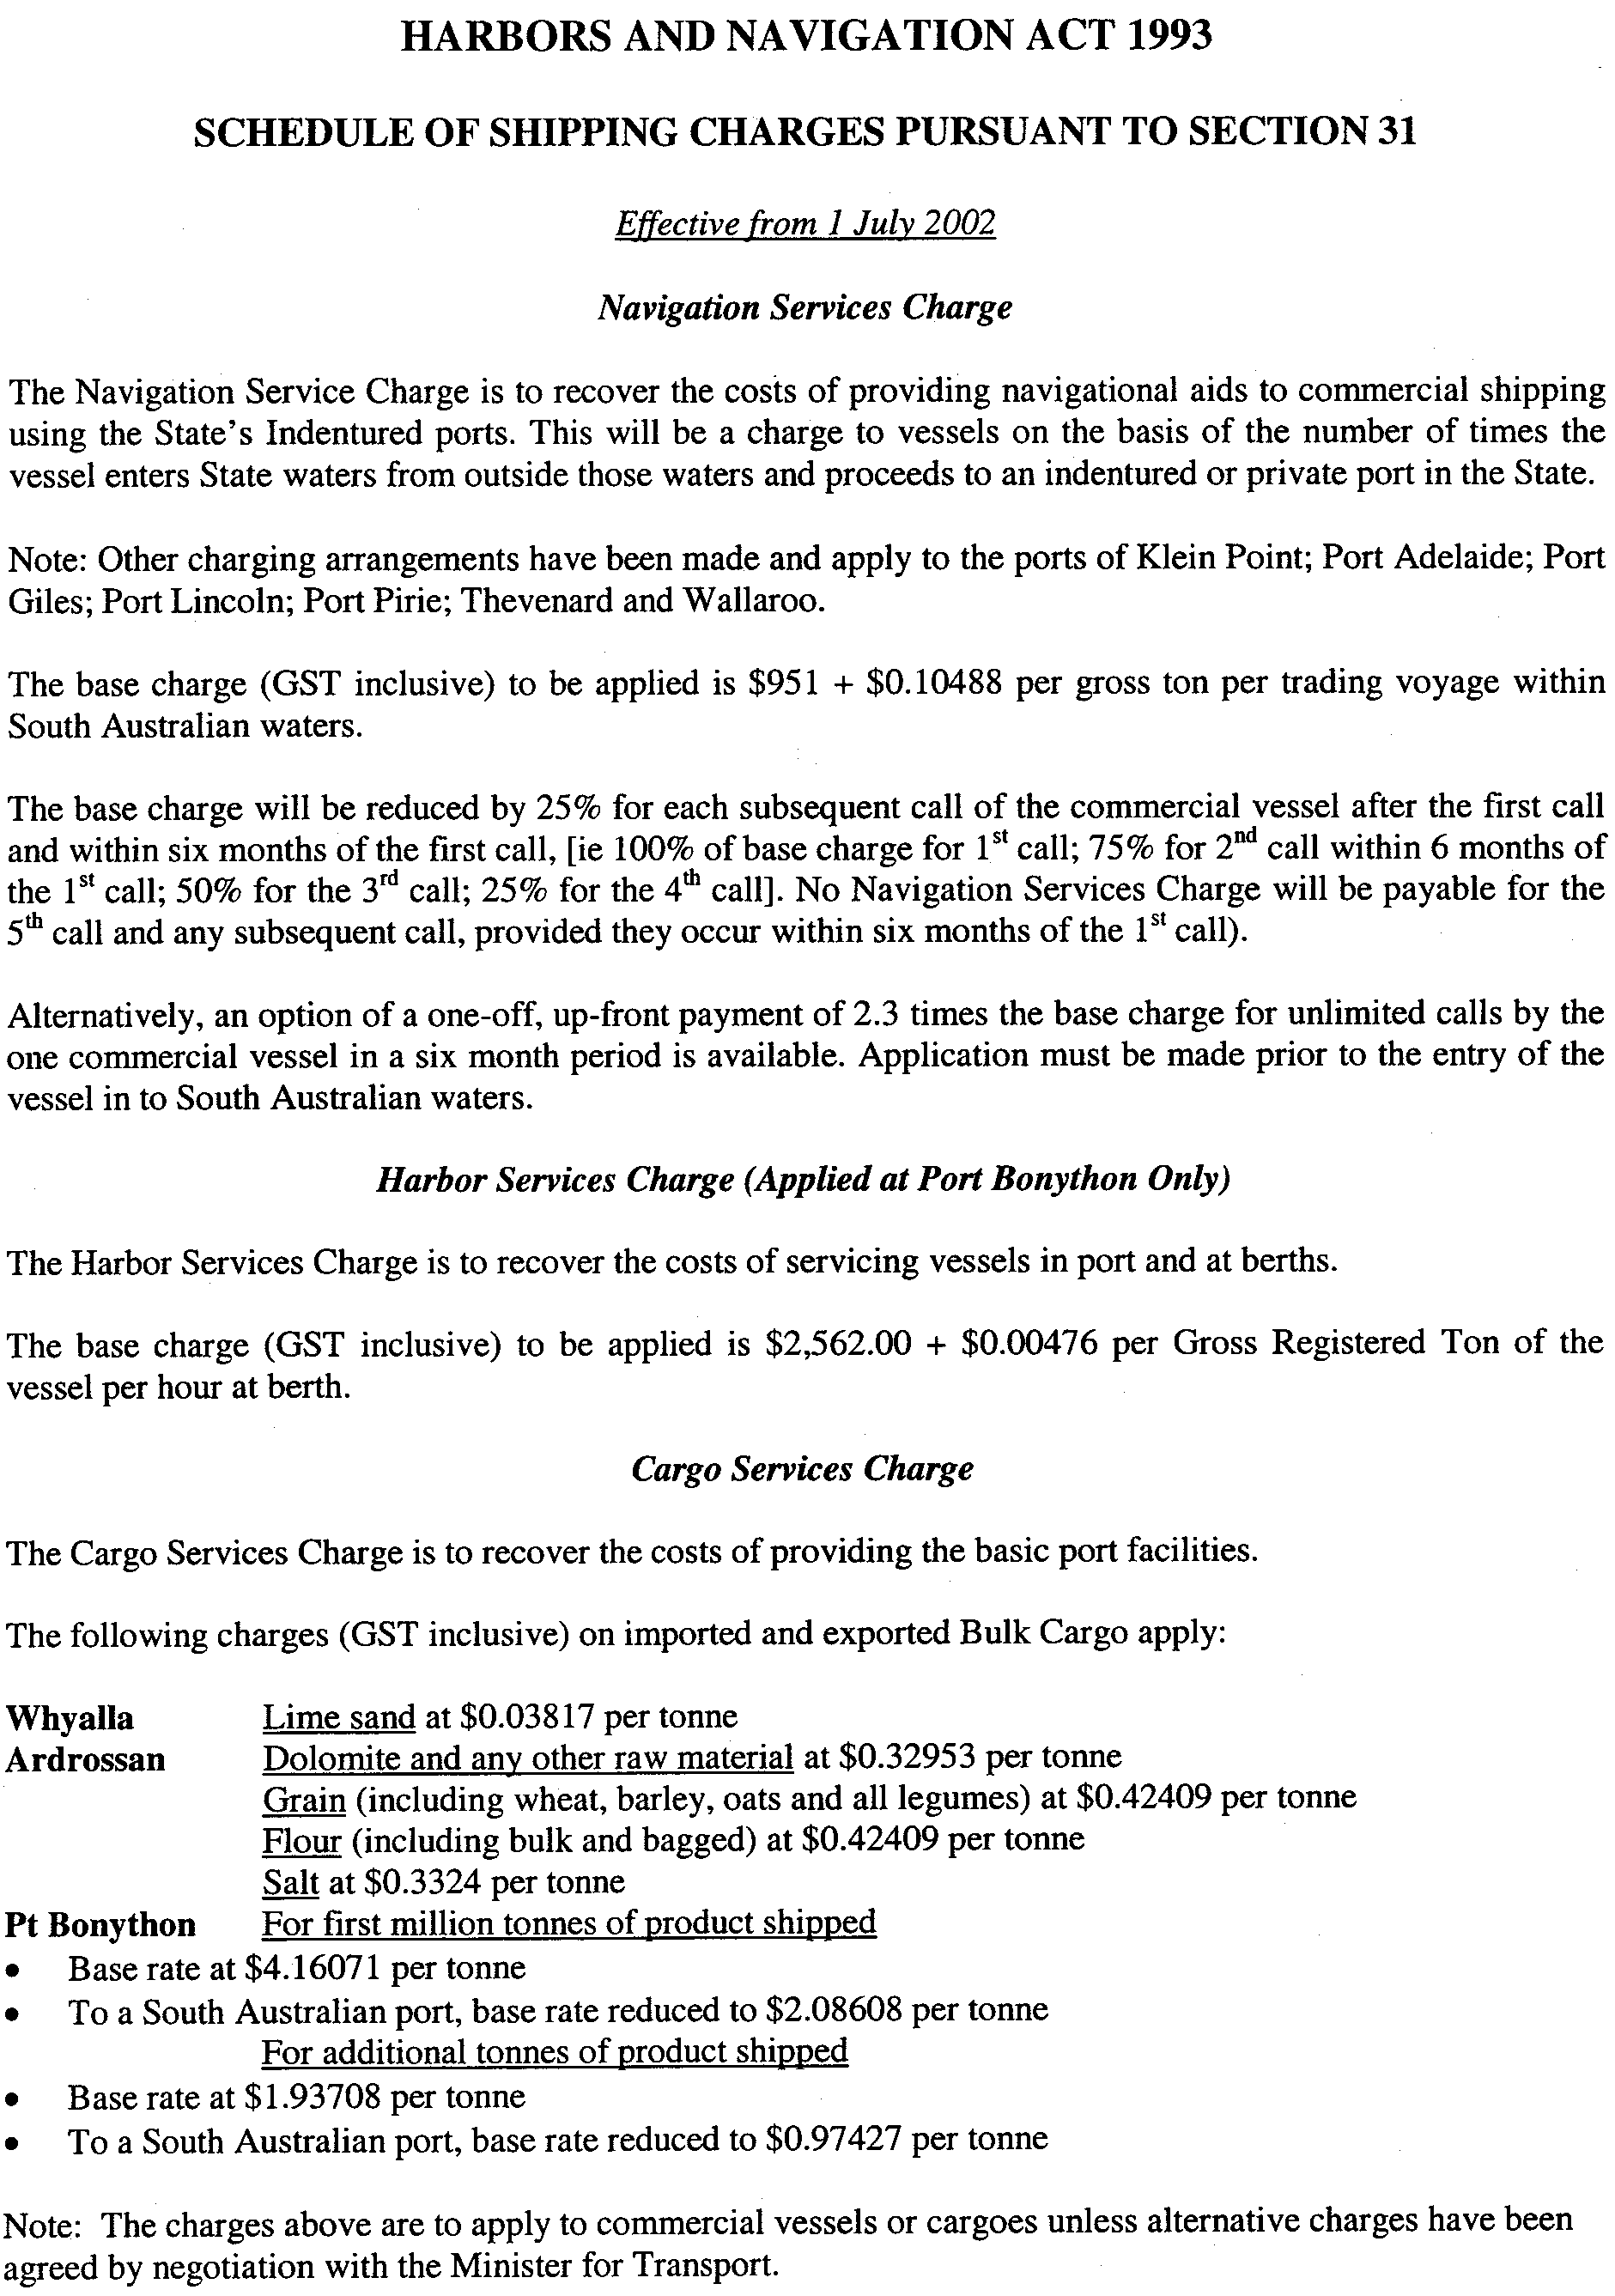 HARBORS AND NAVIGATION ACT 1993
SCHEDULE OF SHIPPING CHARGES PURSUANT TO SECTION 31
Effective from 1 July 2002
Navigation Services Charge
The Navigation Service Charge is to recover the costs of providing navigational aids to commercial shipping
using the State's Indentured ports. This will be a charge to vessels on the basis of the number of times the
vessel enters State waters from outside those waters and proceeds to an indentured or private port in the State.
Note: Other charging arrangements have been made and apply to the ports of Klein Point; Port Adelaide; Port
Giles; Port Lincoln; Port Pirie; Thevenard and Wallaroo.
The base charge (GST inclusive) to be applied is $951 + $0.10488 per gross ton per trading voyage within
South Australian waters.
The base charge will be reduced by 25% for each subsequent call of the commercial vessel after the first call
and within six months of the first call, [ie 100% of base charge for 1st call; 75% for 2nd call within 6 months of
the 1st call; 50% for the 3rd call; 25% for the 4th call]. No Navigation Services Charge will be payable for the
5th call and any subsequent call, provided they occur within six months of the 1st call).
Alternatively, an option of a one-off, up-front payment of 2.3 times the base charge for unlimited calls by the
one commercial vessel in a six month period is available. Application must be made prior to the entry of the
vessel in to South Australian waters.
Harbor Services Charge (Applied at Port Bonython Only)
The Harbor Services Charge is to recover the costs of servicing vessels in port and at berths.
The base charge (GST inclusive) to be applied is $2,562.00 + $0.00476 per Gross Registered Ton of the
vessel per hour at berth.
Cargo Services Charge
The Cargo Services Charge is to recover the costs of providing the basic port facilities.
The following charges (GST inclusive) on imported and exported Bulk Cargo apply:
Whyalla Lime sand at $0.03817 per tonne
Ardrossan Dolomite and any other raw material at $0.32953 per tonne
Grain (including wheat, barley, oats and all legumes) at $0.42409 per tonne
Flour (including bulk and bagged) at $0.42409 per tonne
Salt at $0.3324 per tonne
Pt Bonython For first million tonnes of product shipped
• Base rate at $4.16071 per tonne
• To a South Australian port, base rate reduced to $2.08608 per tonne
For additional tonnes of product shipped
• Base rate at $1.93708 per tonne
• To a South Australian port, base rate reduced to $0.97427 per tonne
Note: The charges above are to apply to commercial vessels or cargoes unless alternative charges have been
agreed by negotiation with the Minister for Transport.